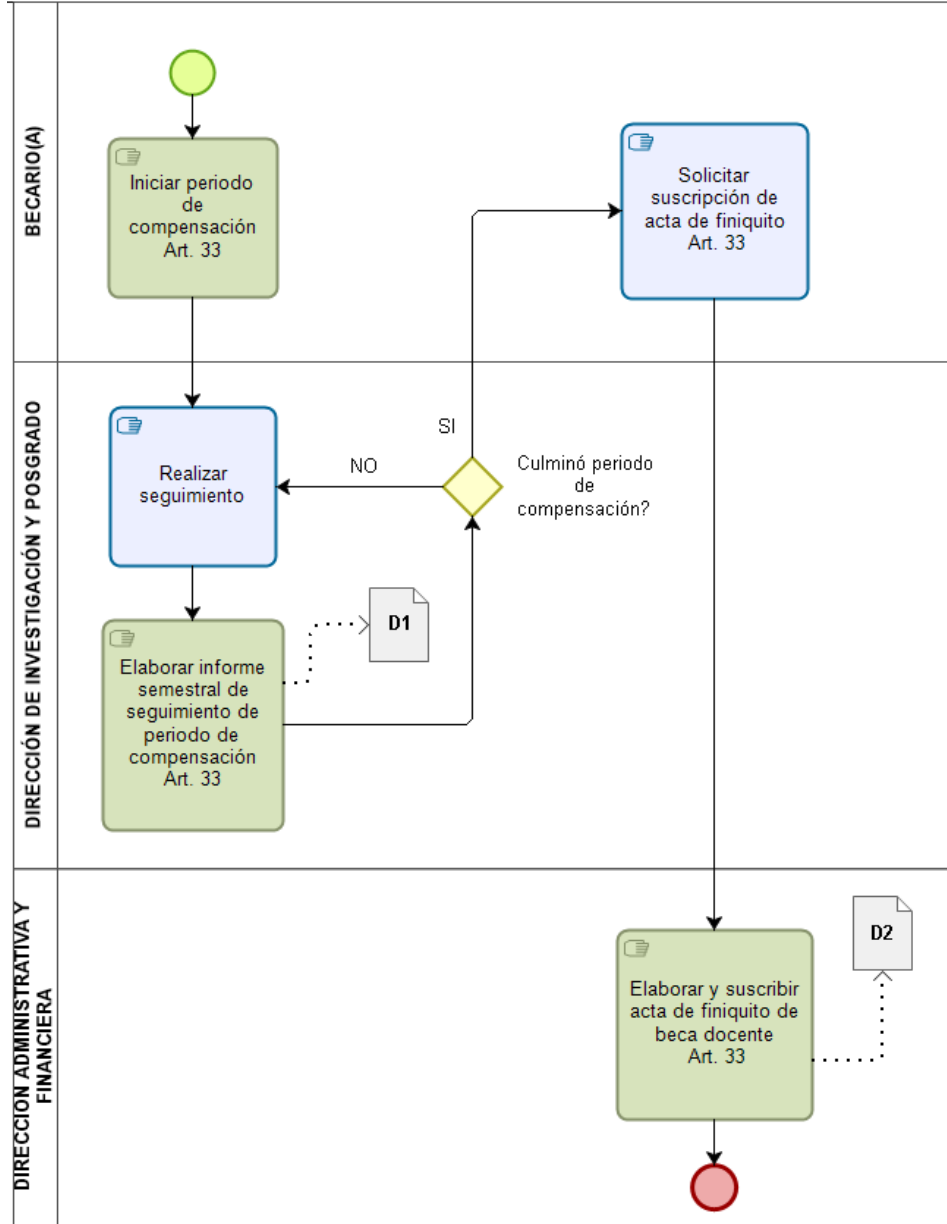 BECARIO(A)
Iniciar periodo
de
compensación
Art. 33
Solicitar
suscripción de
acta de finiquito
Art. 33
DIRECCIÓN DE INVESTIGACIÓN Y POSGRADO
Realizar
seguimiento
NO
SI
Culminó periodo
de
compensación?
Elaborar informe
semestral de
seguimiento de
periodo de
compensación
Art. 33
D1
DIRECCION ADMINISTRATIVA Y
FINANCIERA
Elaborar y suscribir
acta de finiquito de
beca docente
Art. 33
D2